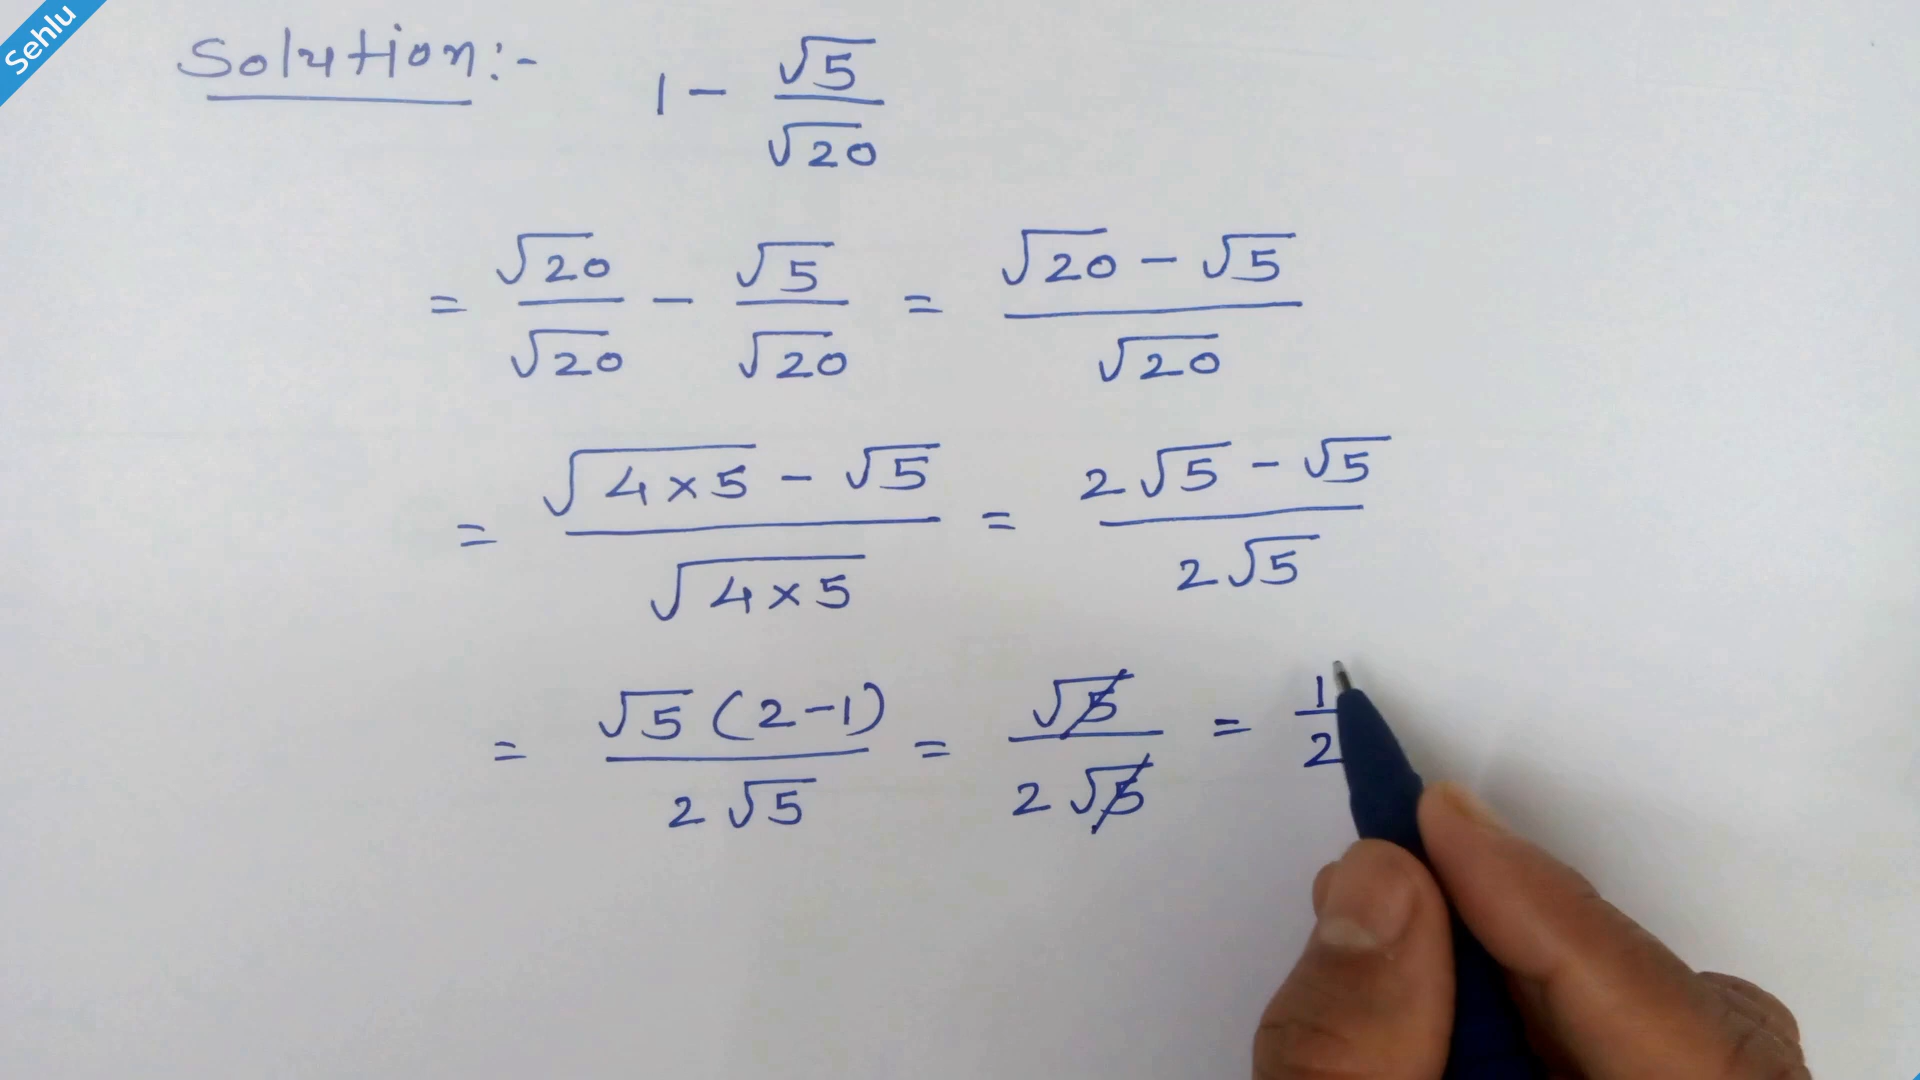 Sehlu
Solution:- 1 - √5/√20
= √20/√20 - √5/√20 = (√20 - √5)/√20
= (√(4×5) - √5)/√(4×5) = (2√5 - √5)/(2√5)
= √5(2-1)/(2√5) = √5/(2√5) = 1/2